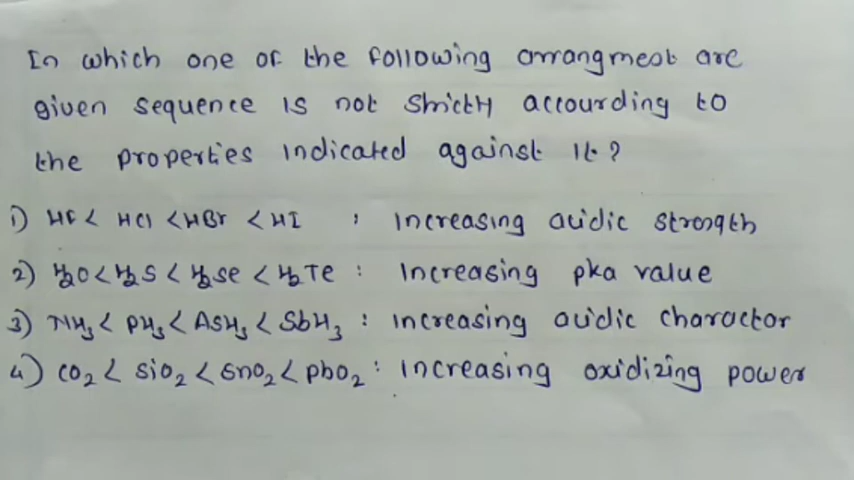 In which one of the following arrangment are
given sequence is not strictly accourding to
the properties indicated against it?
1) HF < HCl < HBr < HI : Increasing acidic strength
2) H₂O < H₂S < H₂Se < H₂Te : Increasing pka value
3) NH₃ < PH₃ < AsH₃ < SbH₃ : increasing acidic charactor
4) CO₂ < SiO₂ < SnO₂ < PbO₂ : increasing oxidizing power